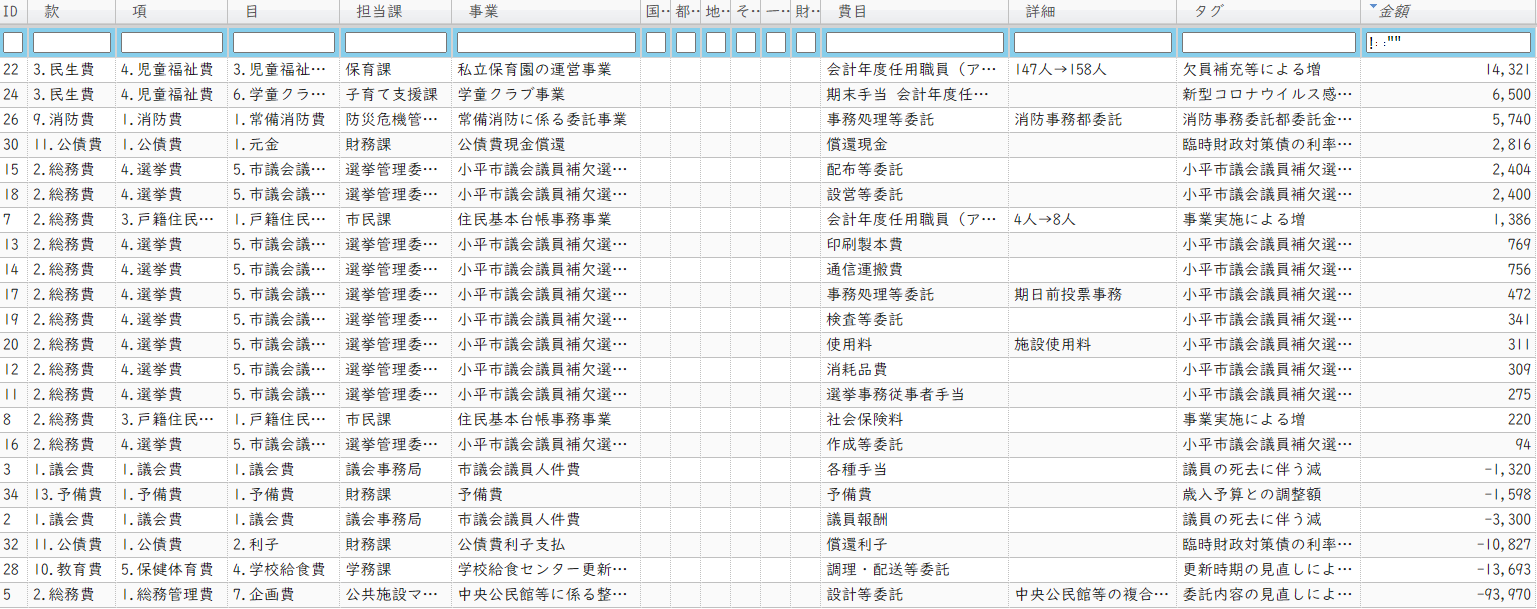 ID 款 項 目 担当課 事業 国‥ 都‥ 地‥ そ‥ 一‥ 財‥ 費目 詳細 タグ 金額
!::""
22 3.民生費 4.児童福祉費 3.児童福祉… 保育課 私立保育園の運営事業 会計年度任用職員（ア… 147人→158人 欠員補充等による増 14,321
24 3.民生費 4.児童福祉費 6.学童クラ… 子育て支援課 学童クラブ事業 期末手当 会計年度任… 新型コロナウイルス感… 6,500
26 9.消防費 1.消防費 1.常備消防費 防災危機管… 常備消防に係る委託事業 事務処理等委託 消防事務都委託 消防事務委託都委託金… 5,740
30 11.公債費 1.公債費 1.元金 財務課 公債費現金償還 償還現金 臨時財政対策債の利率… 2,816
15 2.総務費 4.選挙費 5.市議会議… 選挙管理委… 小平市議会議員補欠選… 配布等委託 小平市議会議員補欠選… 2,404
18 2.総務費 4.選挙費 5.市議会議… 選挙管理委… 小平市議会議員補欠選… 設営等委託 小平市議会議員補欠選… 2,400
7 2.総務費 3.戸籍住民… 1.戸籍住民… 市民課 住民基本台帳事務事業 会計年度任用職員（ア… 4人→8人 事業実施による増 1,386
13 2.総務費 4.選挙費 5.市議会議… 選挙管理委… 小平市議会議員補欠選… 印刷製本費 小平市議会議員補欠選… 769
14 2.総務費 4.選挙費 5.市議会議… 選挙管理委… 小平市議会議員補欠選… 通信運搬費 小平市議会議員補欠選… 756
17 2.総務費 4.選挙費 5.市議会議… 選挙管理委… 小平市議会議員補欠選… 事務処理等委託 期日前投票事務 小平市議会議員補欠選… 472
19 2.総務費 4.選挙費 5.市議会議… 選挙管理委… 小平市議会議員補欠選… 検査等委託 小平市議会議員補欠選… 341
20 2.総務費 4.選挙費 5.市議会議… 選挙管理委… 小平市議会議員補欠選… 使用料 施設使用料 小平市議会議員補欠選… 311
12 2.総務費 4.選挙費 5.市議会議… 選挙管理委… 小平市議会議員補欠選… 消耗品費 小平市議会議員補欠選… 309
11 2.総務費 4.選挙費 5.市議会議… 選挙管理委… 小平市議会議員補欠選… 選挙事務従事者手当 小平市議会議員補欠選… 275
8 2.総務費 3.戸籍住民… 1.戸籍住民… 市民課 住民基本台帳事務事業 社会保険料 事業実施による増 220
16 2.総務費 4.選挙費 5.市議会議… 選挙管理委… 小平市議会議員補欠選… 作成等委託 小平市議会議員補欠選… 94
3 1.議会費 1.議会費 1.議会費 議会事務局 市議会議員人件費 各種手当 議員の死去に伴う減 -1,320
34 13.予備費 1.予備費 1.予備費 財務課 予備費 予備費 歳入予算との調整額 -1,598
2 1.議会費 1.議会費 1.議会費 議会事務局 市議会議員人件費 議員報酬 議員の死去に伴う減 -3,300
32 11.公債費 1.公債費 2.利子 財務課 公債費利子支払 償還利子 臨時財政対策債の利率… -10,827
28 10.教育費 5.保健体育費 4.学校給食費 学務課 学校給食センター更新… 調理・配送等委託 更新時期の見直しによ… -13,693
5 2.総務費 1.総務管理費 7.企画費 公共施設マ… 中央公民館等に係る整… 設計等委託 中央公民館等の複合… 委託内容の見直しによ… -93,970